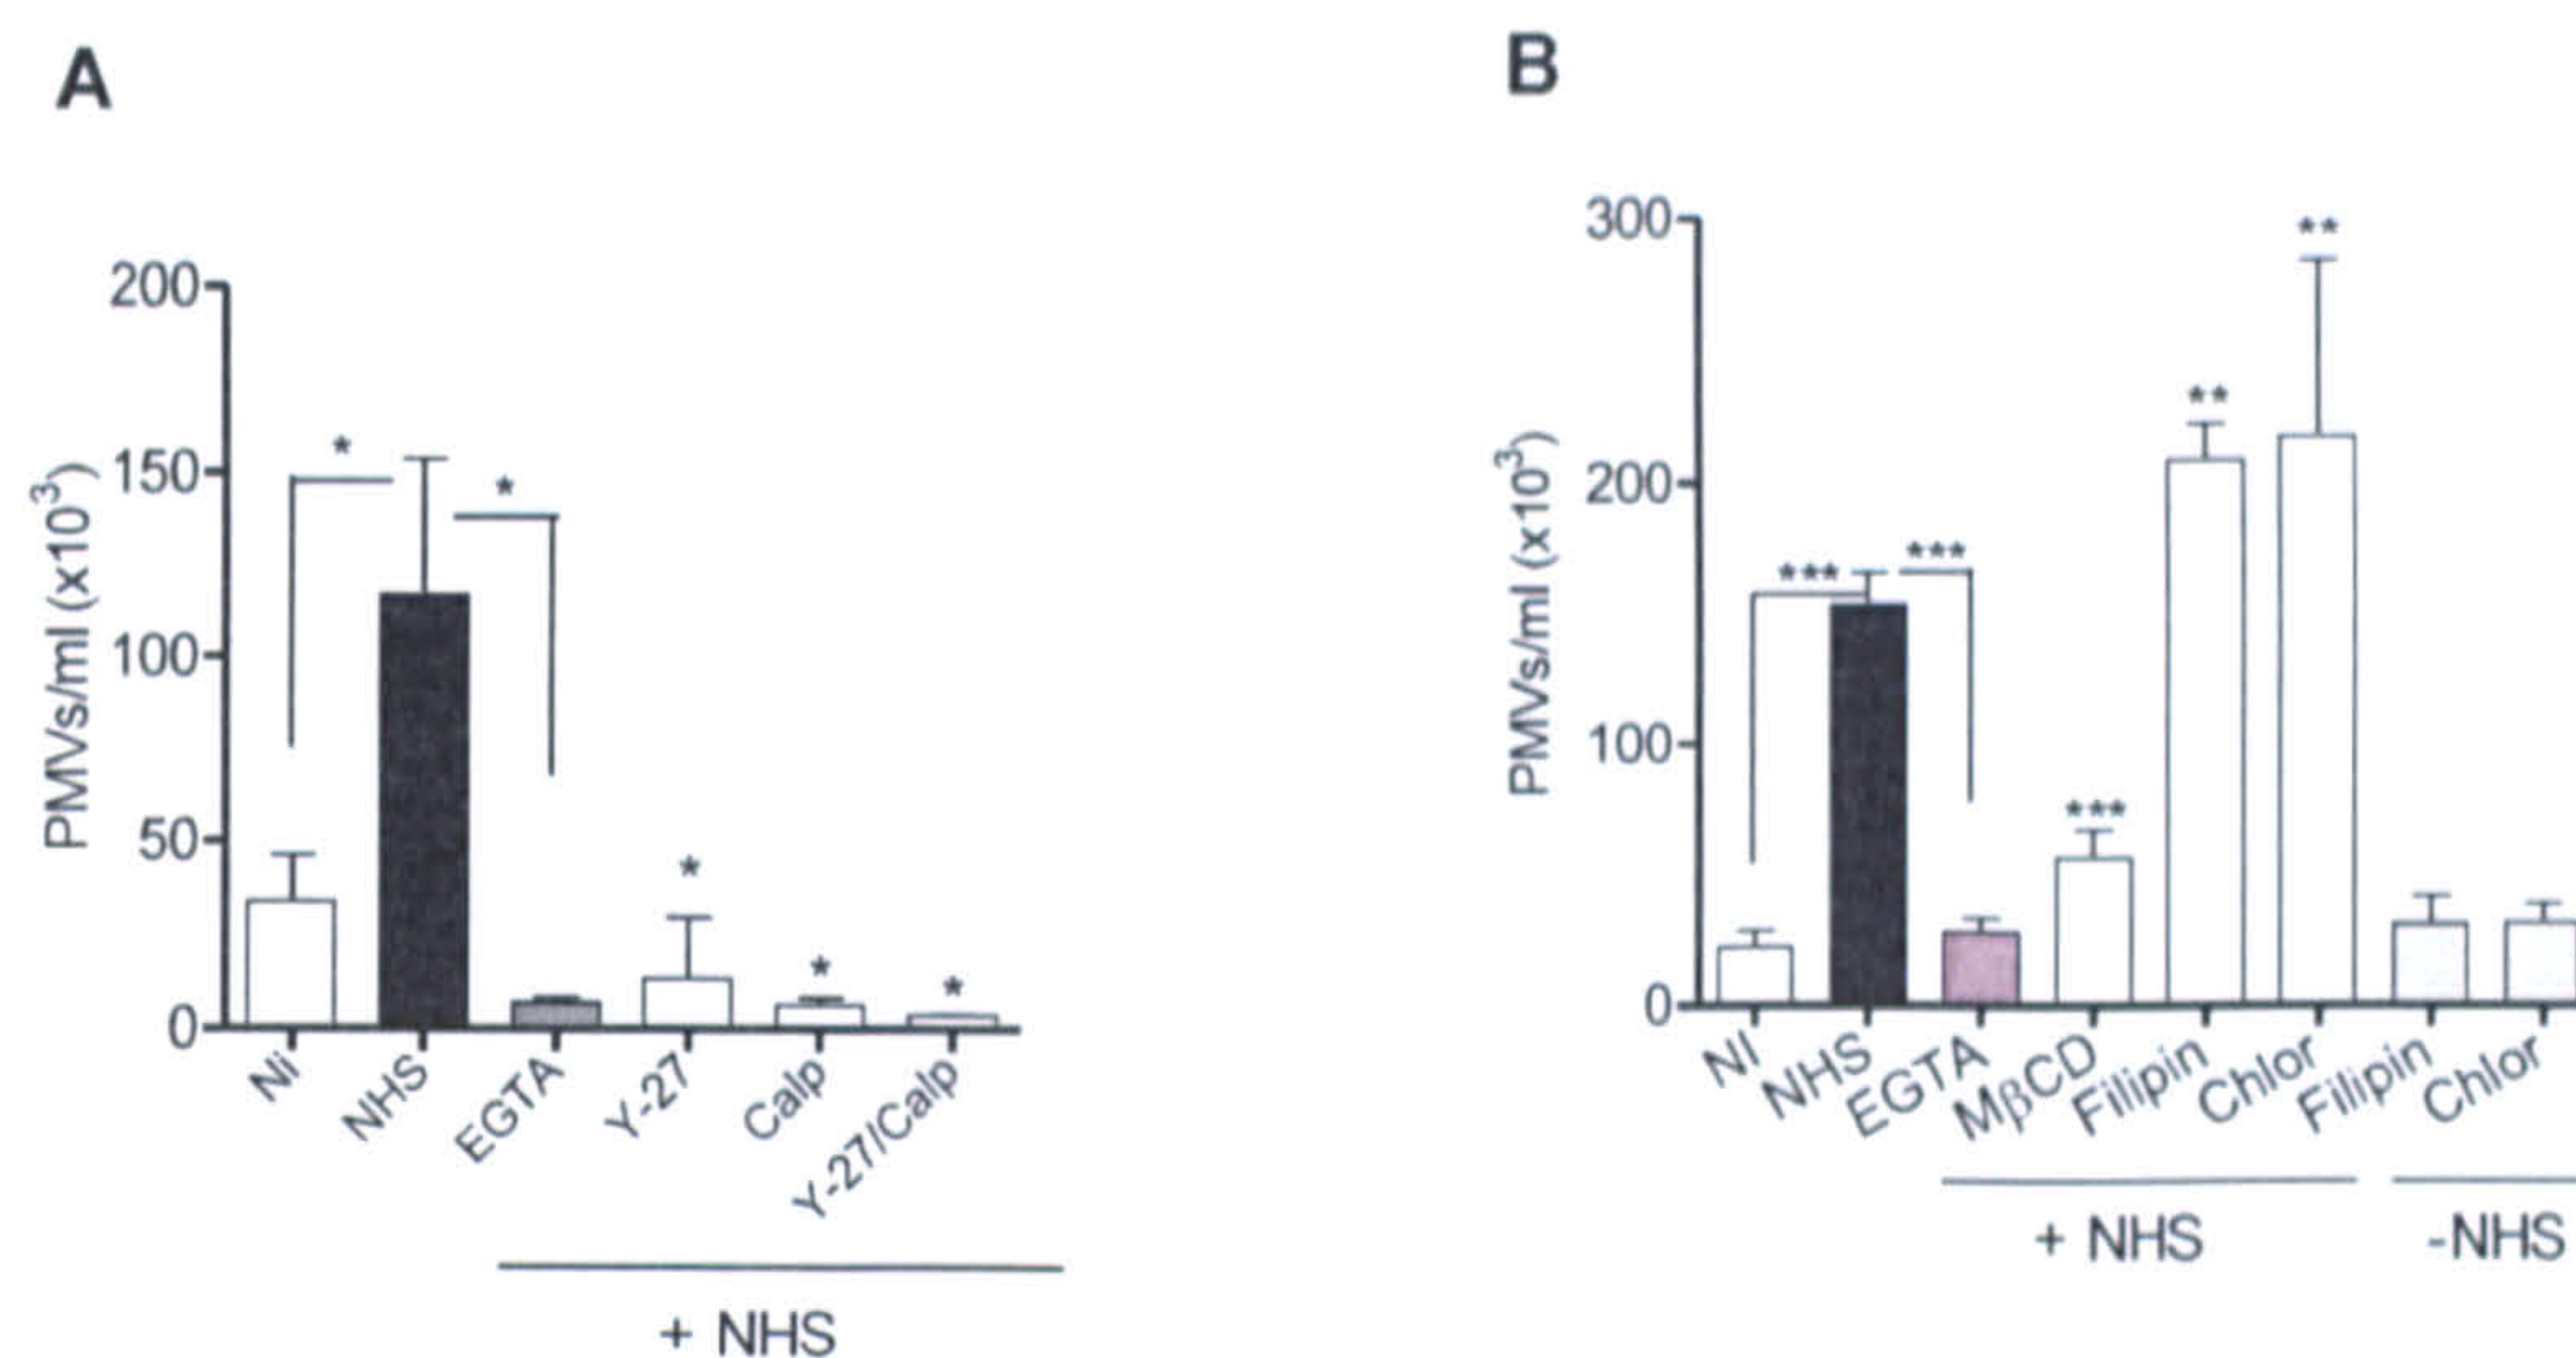 A
PMVs/ml (x10³)
200
150
100
50
0
*
*
*
*
*
Ni
NHS
EGTA
Y-27
Calp
Y-27/Calp
+ NHS
B
PMVs/ml (x10³)
300
200
100
0
***
***
***
**
**
NI
NHS
EGTA
MβCD
Filipin
Chlor
Filipin
Chlor
+ NHS
-NHS